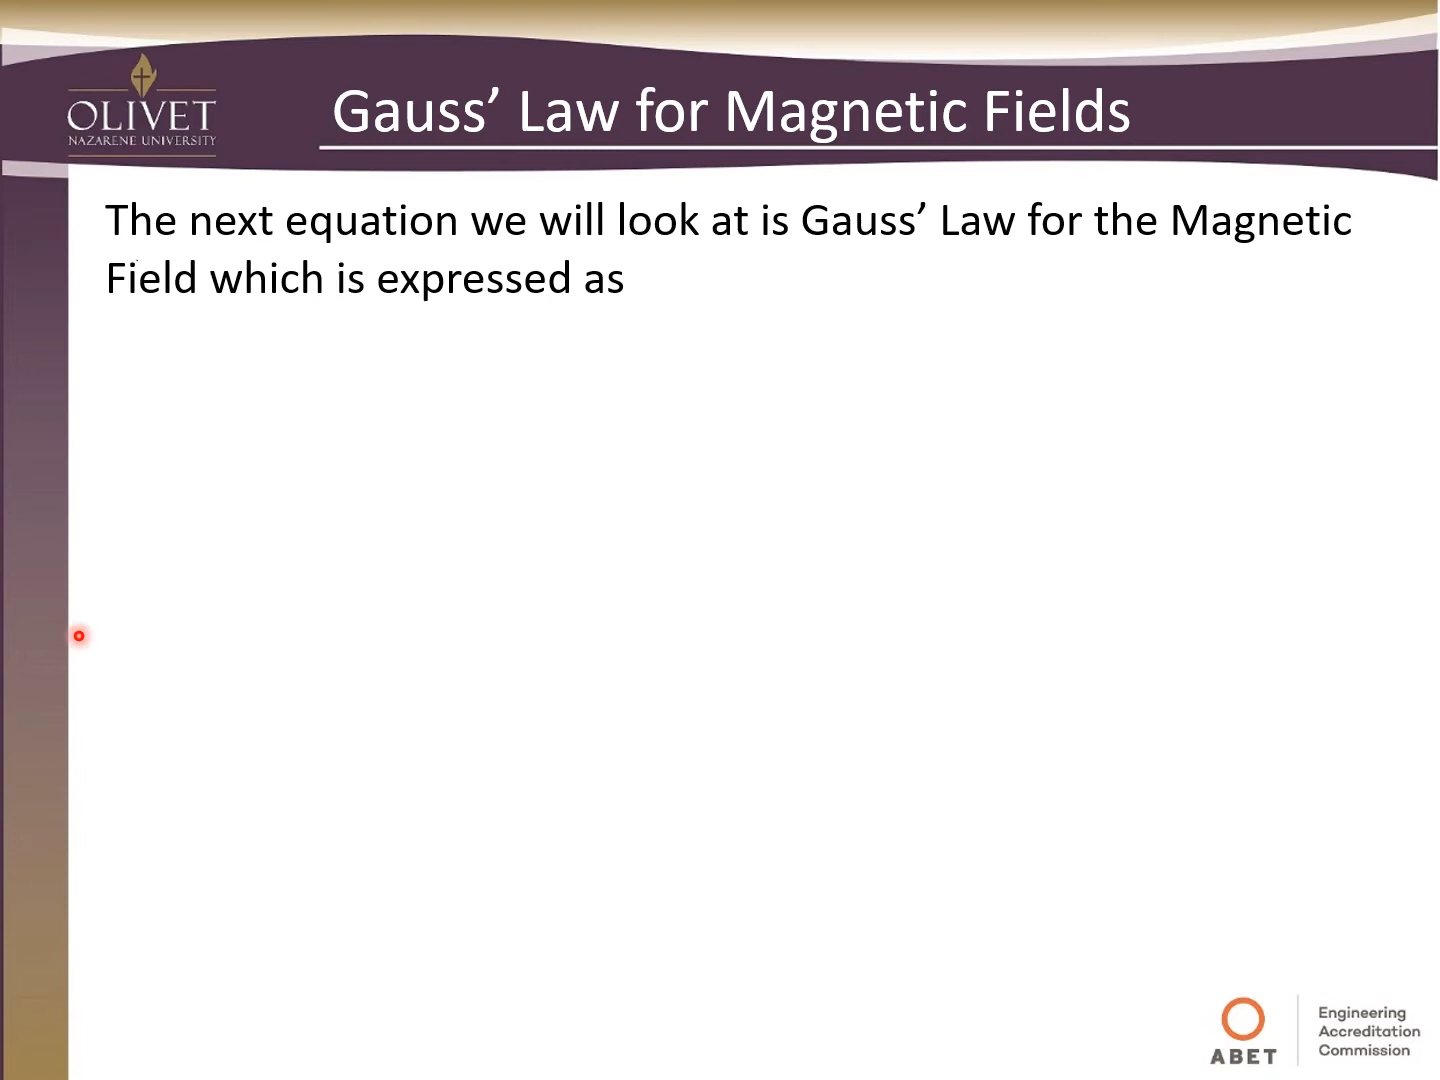 OLIVET
NAZARENE UNIVERSITY
Gauss’ Law for Magnetic Fields
The next equation we will look at is Gauss’ Law for the Magnetic
Field which is expressed as
ABET
Engineering
Accreditation
Commission